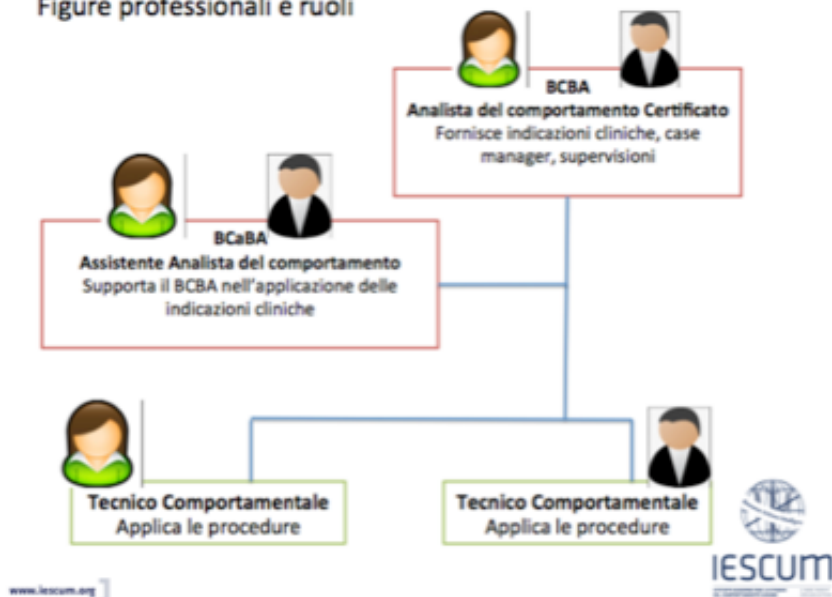 Figure professionali e ruoli
BCBA
Analista del comportamento Certificato
Fornisce indicazioni cliniche, case
manager, supervisioni
BCaBA
Assistente Analista del comportamento
Supporta il BCBA nell'applicazione delle
indicazioni cliniche
Tecnico Comportamentale
Applica le procedure
Tecnico Comportamentale
Applica le procedure
IESCUM
www.iescum.org